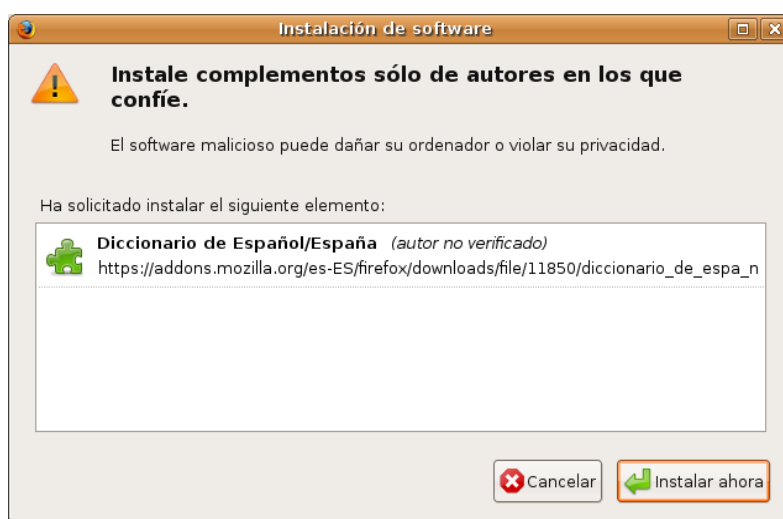 Instalación de software
Instale complementos sólo de autores en los que
confíe.
El software malicioso puede dañar su ordenador o violar su privacidad.
Ha solicitado instalar el siguiente elemento:
Diccionario de Español/España (autor no verificado)
https://addons.mozilla.org/es-ES/firefox/downloads/file/11850/diccionario_de_espa_n
Cancelar
Instalar ahora